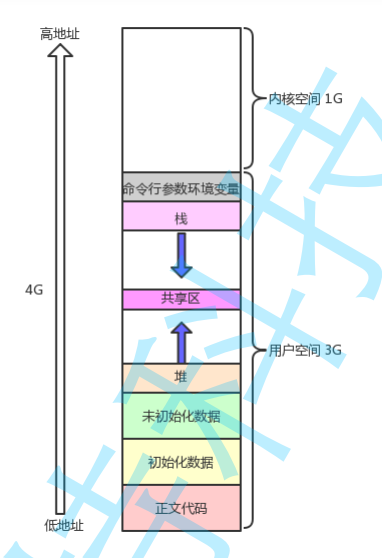 高地址
内核空间 1G
命令行参数环境变量
栈
4G
共享区
用户空间 3G
堆
未初始化数据
初始化数据
正文代码
低地址